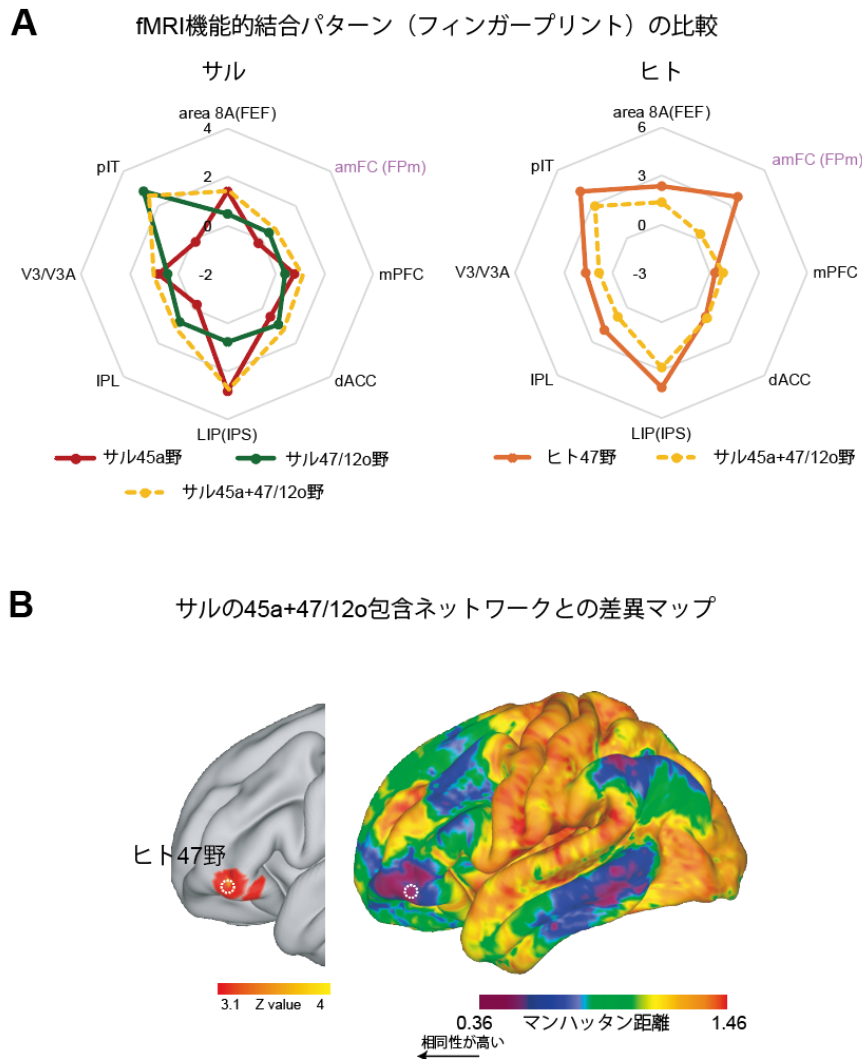 A
fMRI機能的結合パターン（フィンガープリント）の比較
サル
area 8A(FEF)
4
amFC (FPm)
pIT
2
0
V3/V3A
-2
mPFC
IPL
dACC
LIP(IPS)
サル45a野
サル47/12o野
サル45a+47/12o野
ヒト
area 8A(FEF)
6
amFC (FPm)
pIT
3
0
V3/V3A
-3
mPFC
IPL
dACC
LIP(IPS)
ヒト47野
サル45a+47/12o野
B
サルの45a+47/12o包含ネットワークとの差異マップ
ヒト47野
3.1 Z value 4
0.36 マンハッタン距離 1.46
相同性が高い